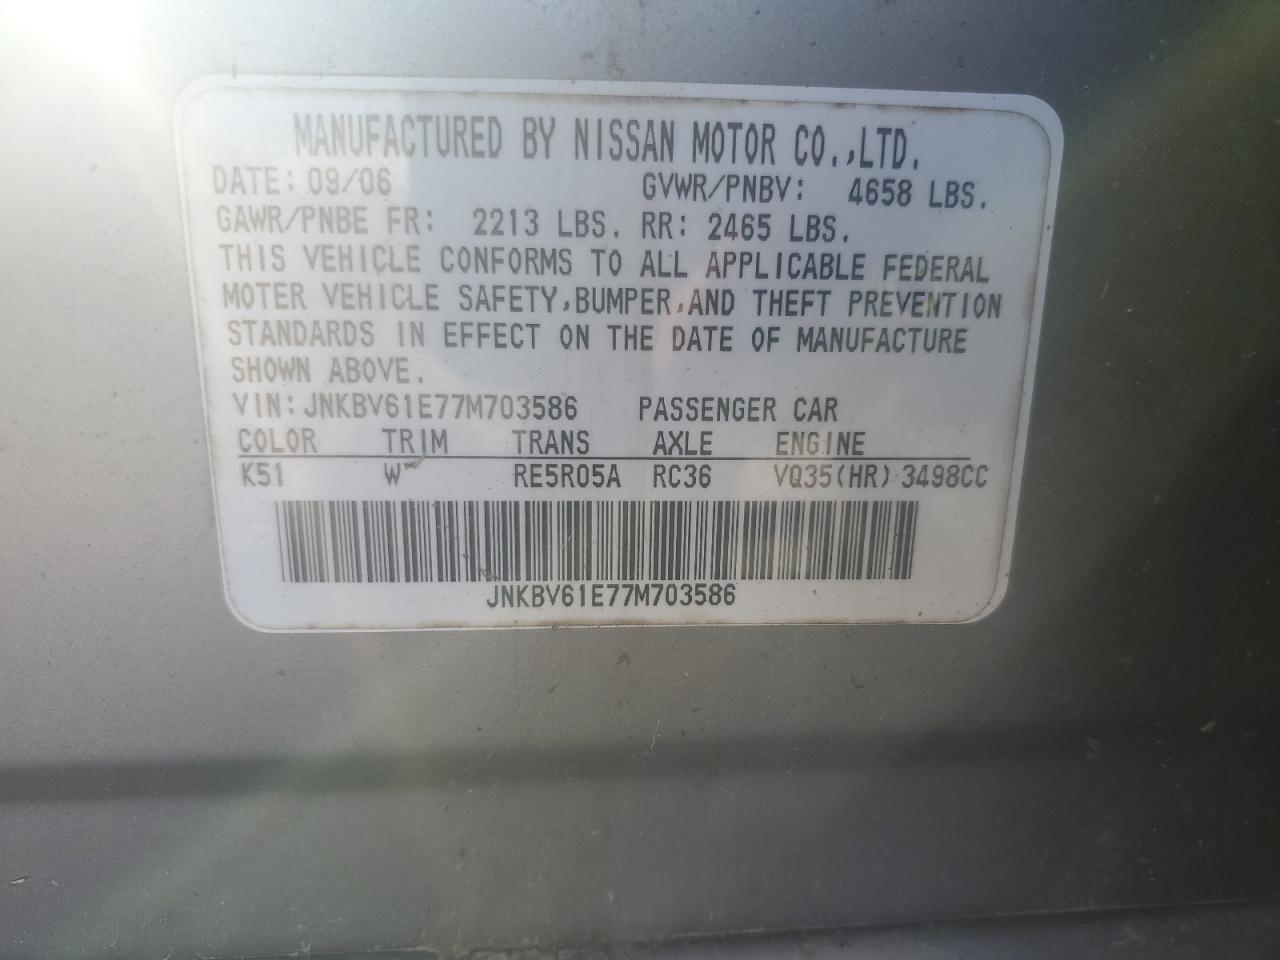 MANUFACTURED BY NISSAN MOTOR CO.,LTD.
DATE: 09/06 GVWR/PNBV: 4658 LBS.
GAWR/PNBE FR: 2213 LBS. RR: 2465 LBS.
THIS VEHICLE CONFORMS TO ALL APPLICABLE FEDERAL
MOTER VEHICLE SAFETY,BUMPER,AND THEFT PREVENTION
STANDARDS IN EFFECT ON THE DATE OF MANUFACTURE
SHOWN ABOVE.
VIN:JNKBV61E77M703586 PASSENGER CAR
COLOR TRIM TRANS AXLE ENGINE
K51 W RE5R05A RC36 VQ35(HR) 3498CC
JNKBV61E77M703586